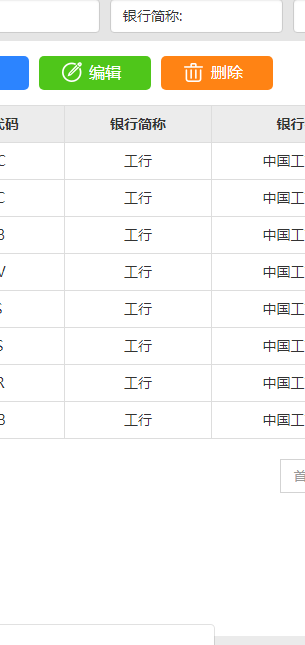 银行简称:
编辑 删除
代码 银行简称 银行
C 工行 中国工
C 工行 中国工
B 工行 中国工
V 工行 中国工
S 工行 中国工
S 工行 中国工
R 工行 中国工
B 工行 中国工
首